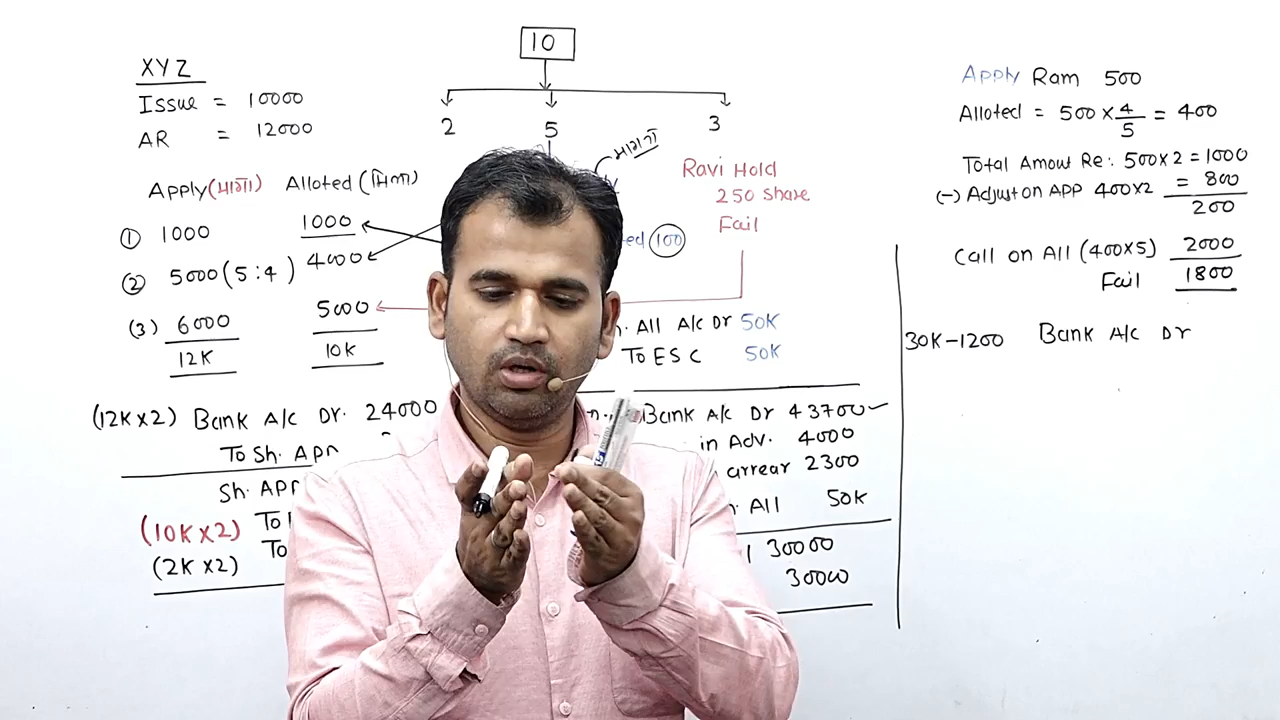 10
2 5 3
XYZ
Issue = 10000
AR = 12000
Apply(માગ્યા) Alloted(મિળ્યા)
① 1000 1000
② 5000(5:4) 4000
(3) 6000 5000
12K 10K
(12K×2) Bank A/c Dr. 24000
To Sh. App
Sh. APP
(10K×2) To
(2K×2) To
100
Ravi Hold
250 Share
Fail
. All A/c Dr 50K
To ESC 50K
Bank A/c Dr 43700
in Adv. 4000
arrear 2300
. All 50K
30000
30000
Apply Ram 500
Alloted = 500 × 4/5 = 400
Total Amout Re: 500×2 = 1000
(-) Adjust on APP 400×2 = 800
200
Call on All (400×5) 2000
Fail 1800
30K-1200 Bank A/c Dr